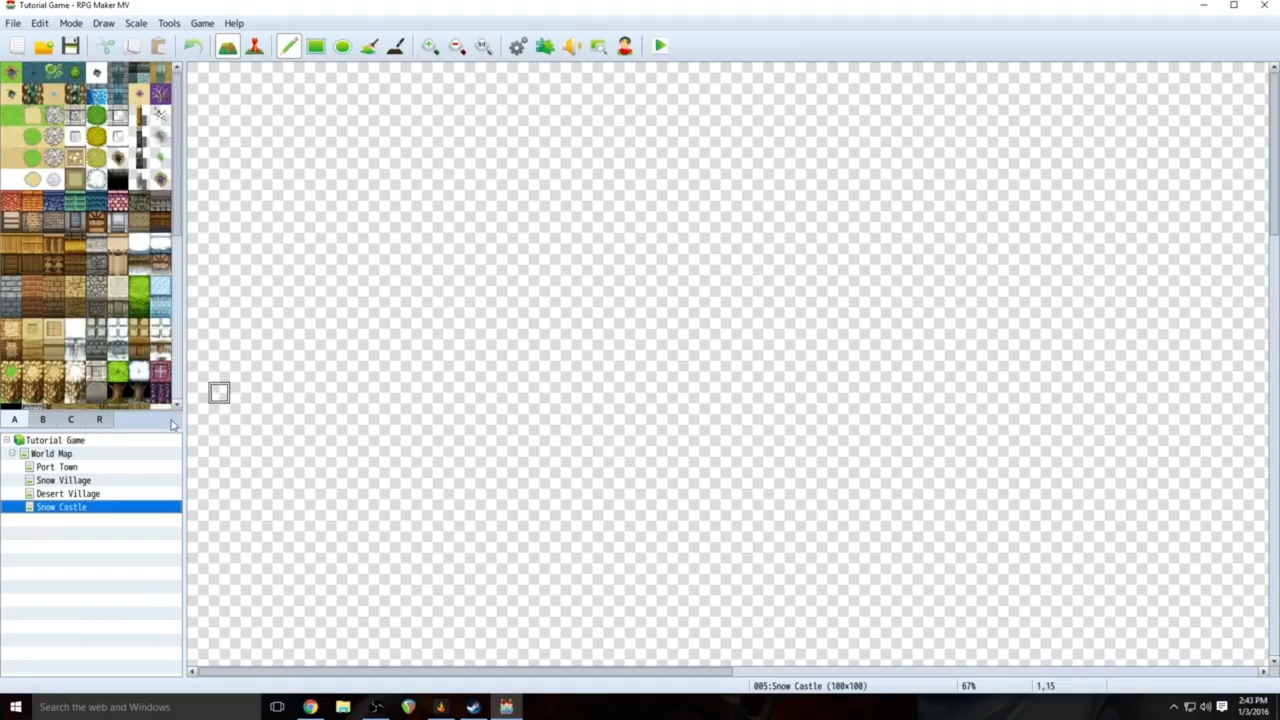 Tutorial Game - RPG Maker MV
File Edit Mode Draw Scale Tools Game Help
A B C R
Tutorial Game
World Map
Port Town
Snow Village
Desert Village
Snow Castle
005:Snow Castle (100×100) 67% 1,15
Search the web and Windows
2:43 PM
1/3/2016